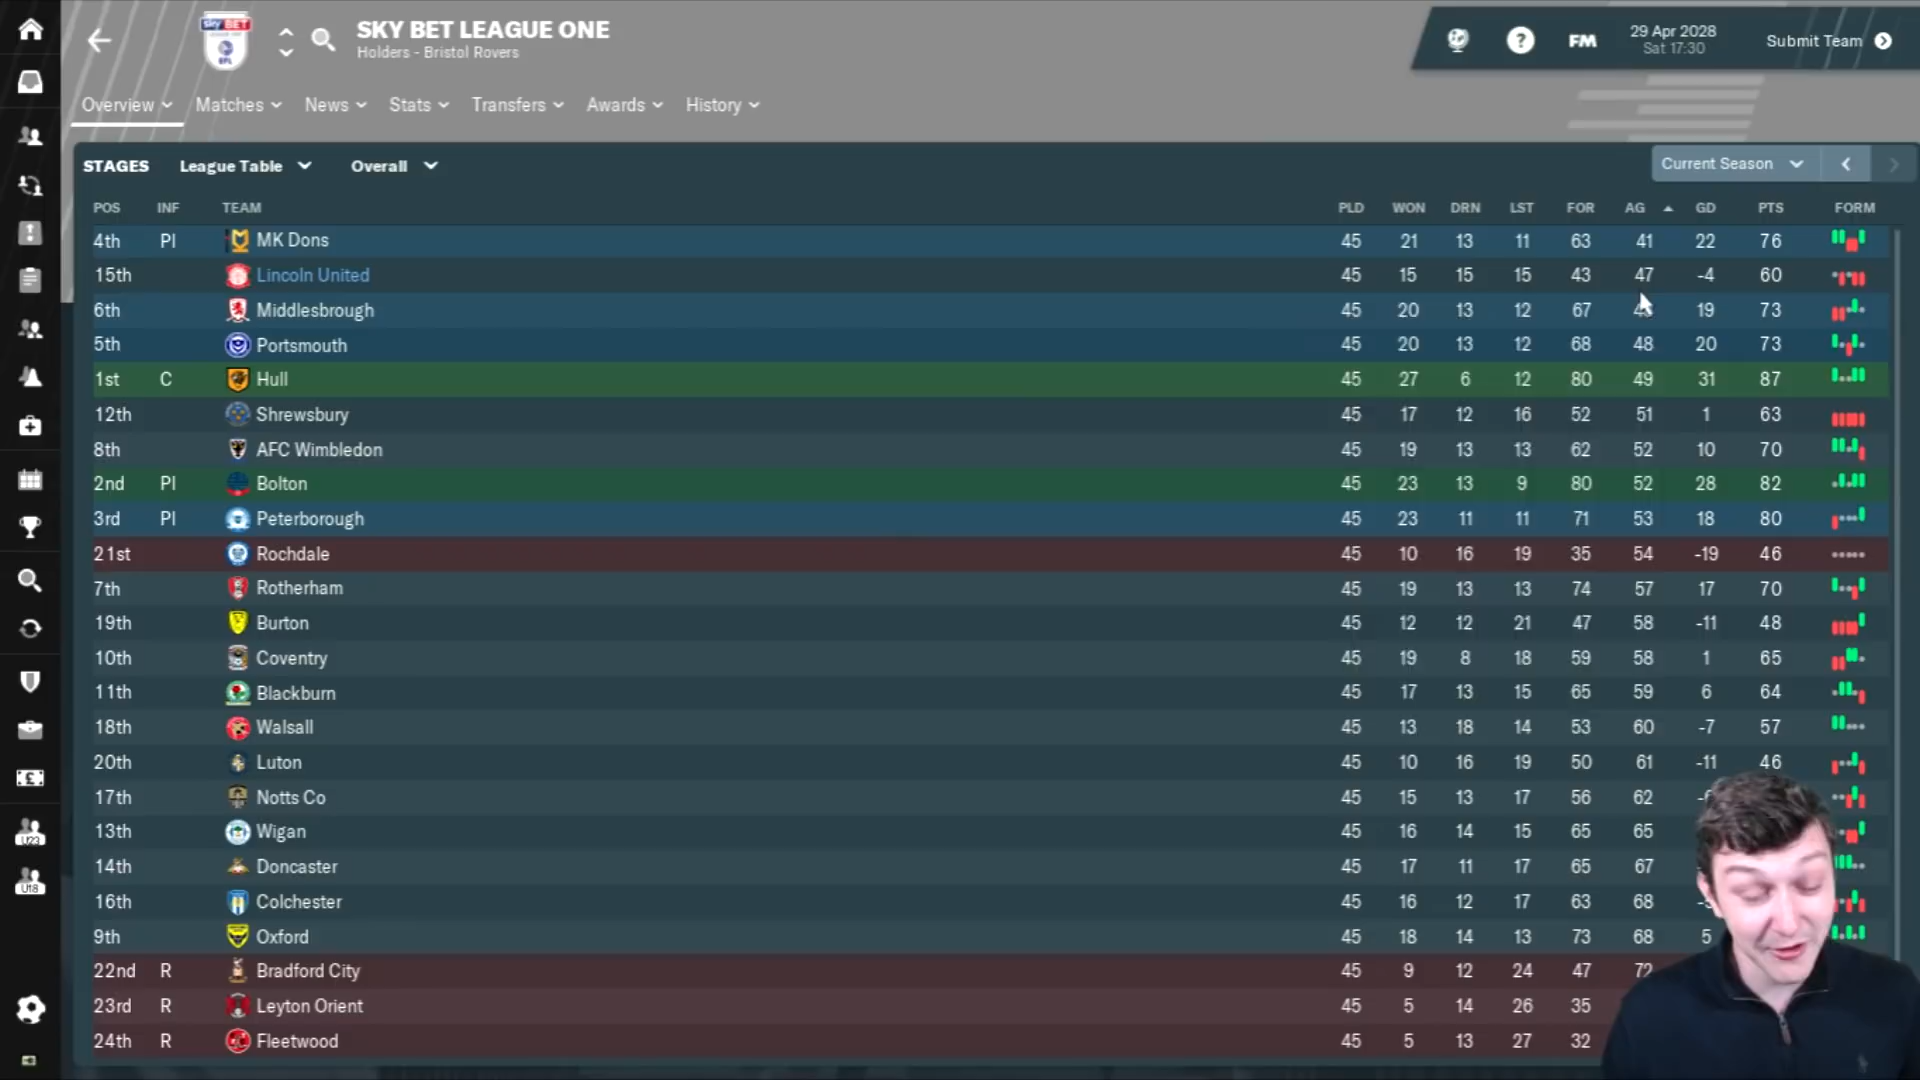 SKY BET LEAGUE ONE
Holders - Bristol Rovers
sky BET
EFL
FM
29 Apr 2028
Sat 17:30
Submit Team
Overview Matches News Stats Transfers Awards History
STAGES League Table Overall Current Season
POS INF TEAM PLD WON DRN LST FOR AG GD PTS FORM
4th Pl MK Dons 45 21 13 11 63 41 22 76
15th Lincoln United 45 15 15 15 43 47 -4 60
6th Middlesbrough 45 20 13 12 67 19 73
5th Portsmouth 45 20 13 12 68 48 20 73
1st C Hull 45 27 6 12 80 49 31 87
12th Shrewsbury 45 17 12 16 52 51 1 63
8th AFC Wimbledon 45 19 13 13 62 52 10 70
2nd Pl Bolton 45 23 13 9 80 52 28 82
3rd Pl Peterborough 45 23 11 11 71 53 18 80
21st Rochdale 45 10 16 19 35 54 -19 46
7th Rotherham 45 19 13 13 74 57 17 70
19th Burton 45 12 12 21 47 58 -11 48
10th Coventry 45 19 8 18 59 58 1 65
11th Blackburn 45 17 13 15 65 59 6 64
18th Walsall 45 13 18 14 53 60 -7 57
20th Luton 45 10 16 19 50 61 -11 46
17th Notts Co 45 15 13 17 56 62
13th Wigan 45 16 14 15 65 65
14th Doncaster 45 17 11 17 65 67
16th Colchester 45 16 12 17 63 68
9th Oxford 45 18 14 13 73 68 5
22nd R Bradford City 45 9 12 24 47 72
23rd R Leyton Orient 45 5 14 26 35
24th R Fleetwood 45 5 13 27 32
U23
U18